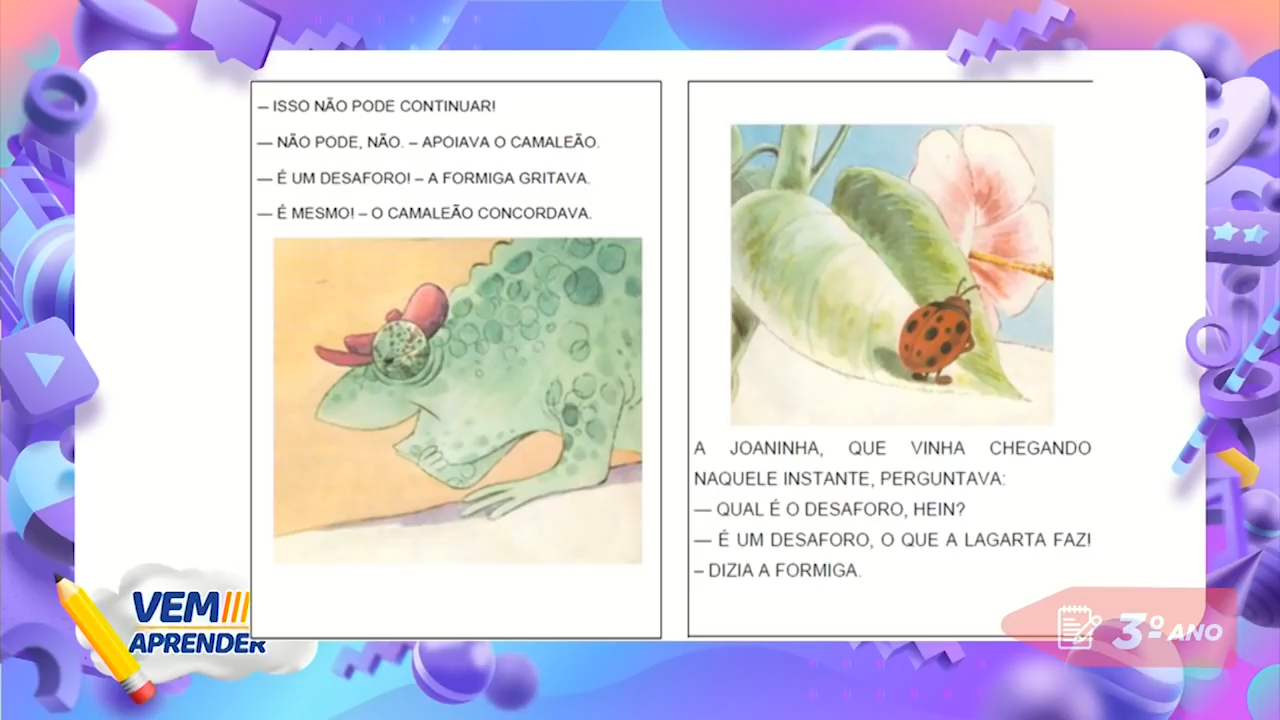 – ISSO NÃO PODE CONTINUAR!
— NÃO PODE, NÃO. – APOIAVA O CAMALEÃO.
— É UM DESAFORO! – A FORMIGA GRITAVA.
— É MESMO! – O CAMALEÃO CONCORDAVA.
A JOANINHA, QUE VINHA CHEGANDO
NAQUELE INSTANTE, PERGUNTAVA:
— QUAL É O DESAFORO, HEIN?
— É UM DESAFORO, O QUE A LAGARTA FAZ!
– DIZIA A FORMIGA.
VEM
APRENDER
3º ANO